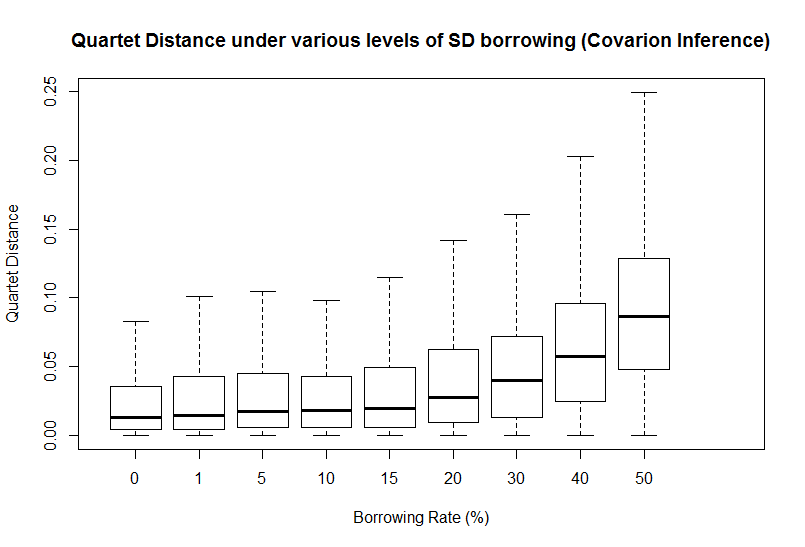 Quartet Distance under various levels of SD borrowing (Covarion Inference)
Quartet Distance
0.25
0.20
0.15
0.10
0.05
0.00
0 1 5 10 15 20 30 40 50
Borrowing Rate (%)